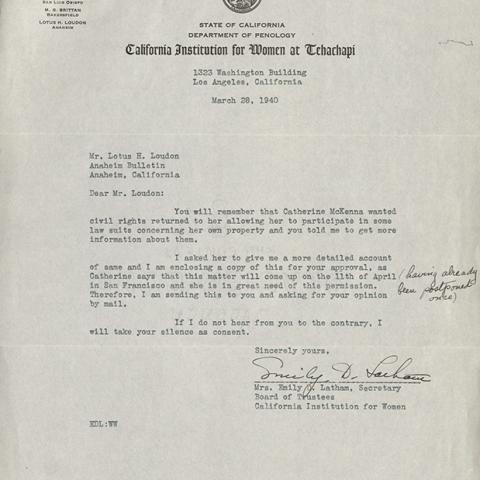 SAN LUIS OBISPO
M. G. BRITTAN
BAKERSFIELD
LOTUS H. LOUDON
ANAHEIM
STATE OF CALIFORNIA
DEPARTMENT OF PENOLOGY
California Institution for Women at Tehachapi
1323 Washington Building
Los Angeles, California
March 28, 1940
Mr. Lotus H. Loudon
Anaheim Bulletin
Anaheim, California
Dear Mr. Loudon:
You will remember that Catherine McKenna wanted
civil rights returned to her allowing her to participate in some
law suits concerning her own property and you told me to get more
information about them.
I asked her to give me a more detailed account
of same and I am enclosing a copy of this for your approval, as
Catherine says that this matter will come up on the 11th of April
in San Francisco and she is in great need of this permission.
Therefore, I am sending this to you and asking for your opinion
by mail.
(having already
been postponed
once)
If I do not hear from you to the contrary, I
will take your silence as consent.
Sincerely yours,
Emily D. Latham
Mrs. Emily D. Latham, Secretary
Board of Trustees
California Institution for Women
EDL:WW